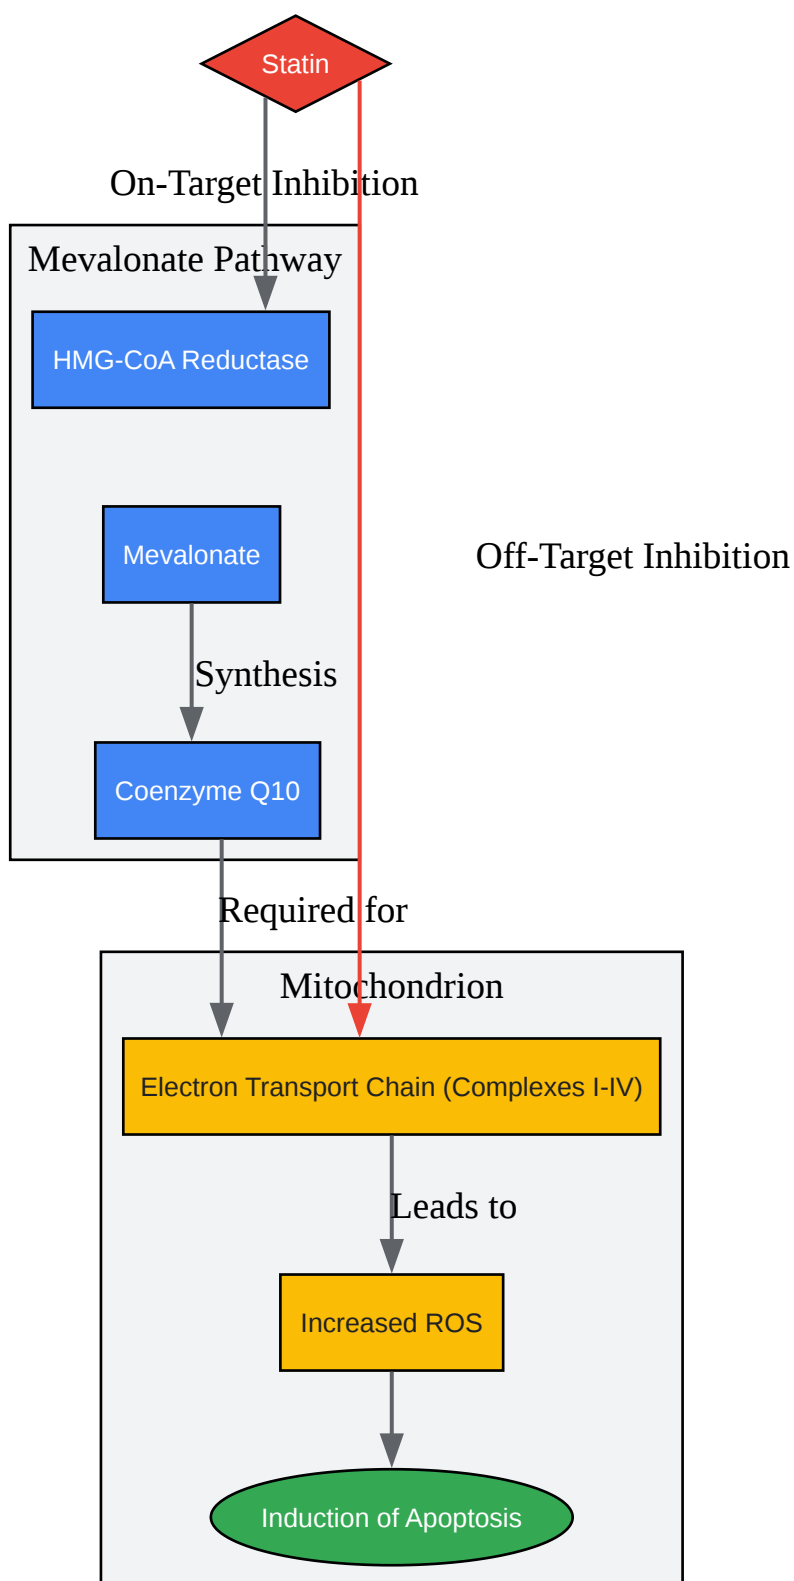 Statin
On-Target Inhibition
Mevalonate Pathway
HMG-CoA Reductase
Mevalonate
Off-Target Inhibition
Synthesis
Coenzyme Q10
Required for
Mitochondrion
Electron Transport Chain (Complexes I-IV)
Leads to
Increased ROS
Induction of Apoptosis